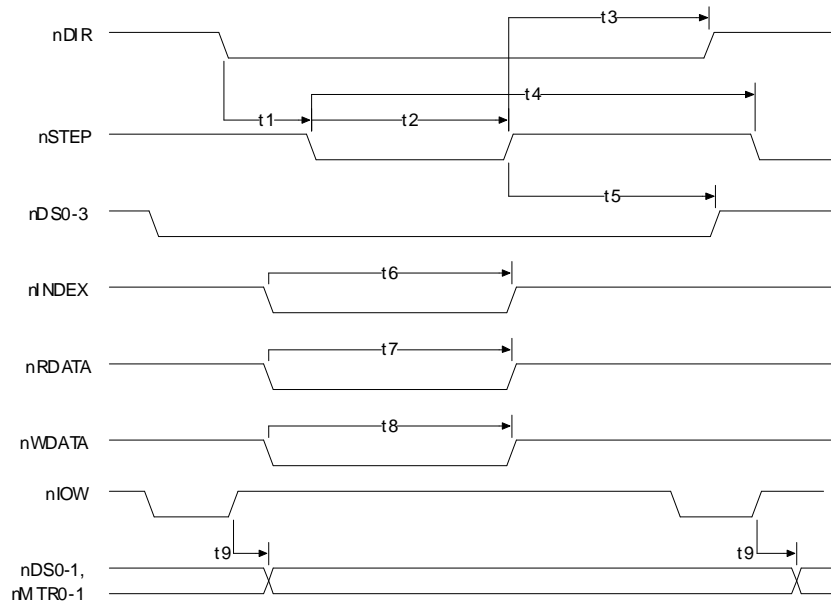 nDIR
t3
t4
t1
t2
nSTEP
t5
nDS0-3
t6
nINDEX
t7
nRDATA
t8
nWDATA
nIOW
t9
t9
nDS0-1,
nMTR0-1